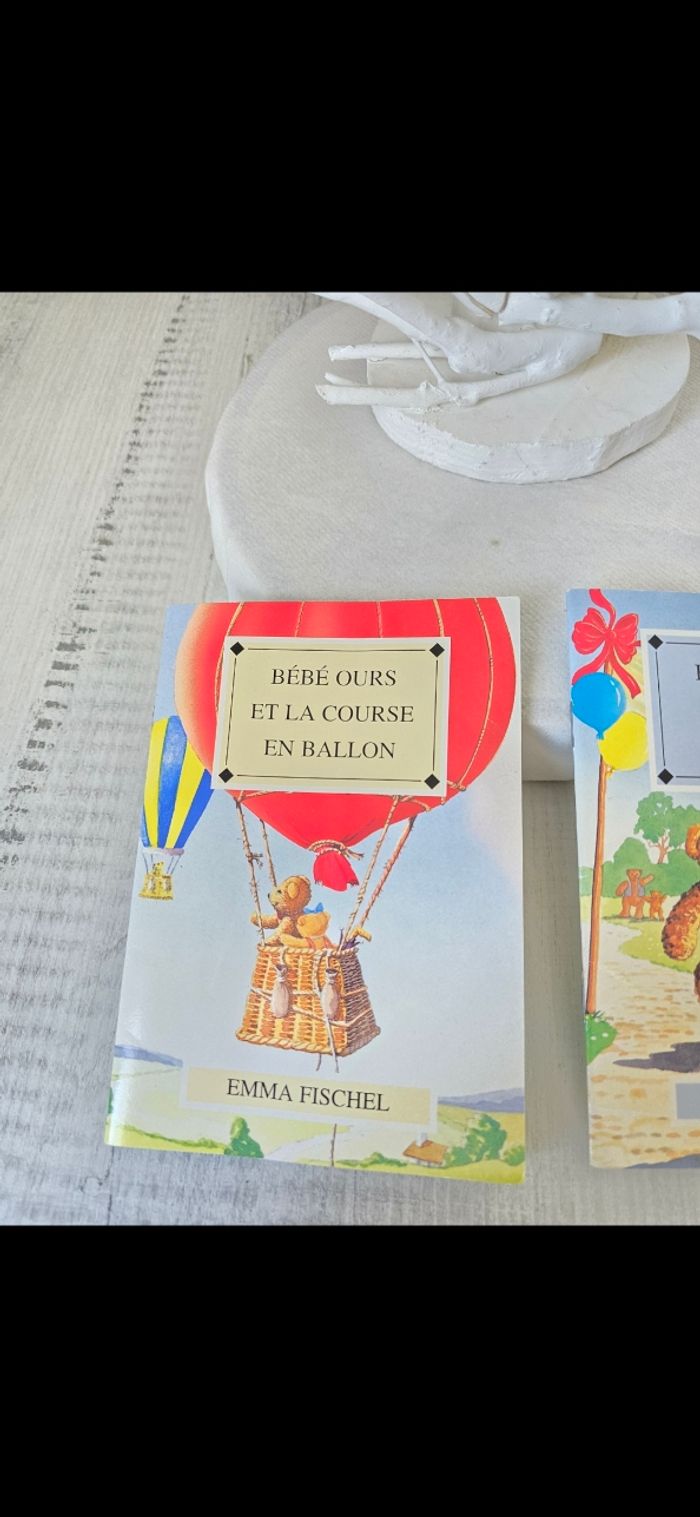 BÉBÉ OURS
ET LA COURSE
EN BALLON
EMMA FISCHEL